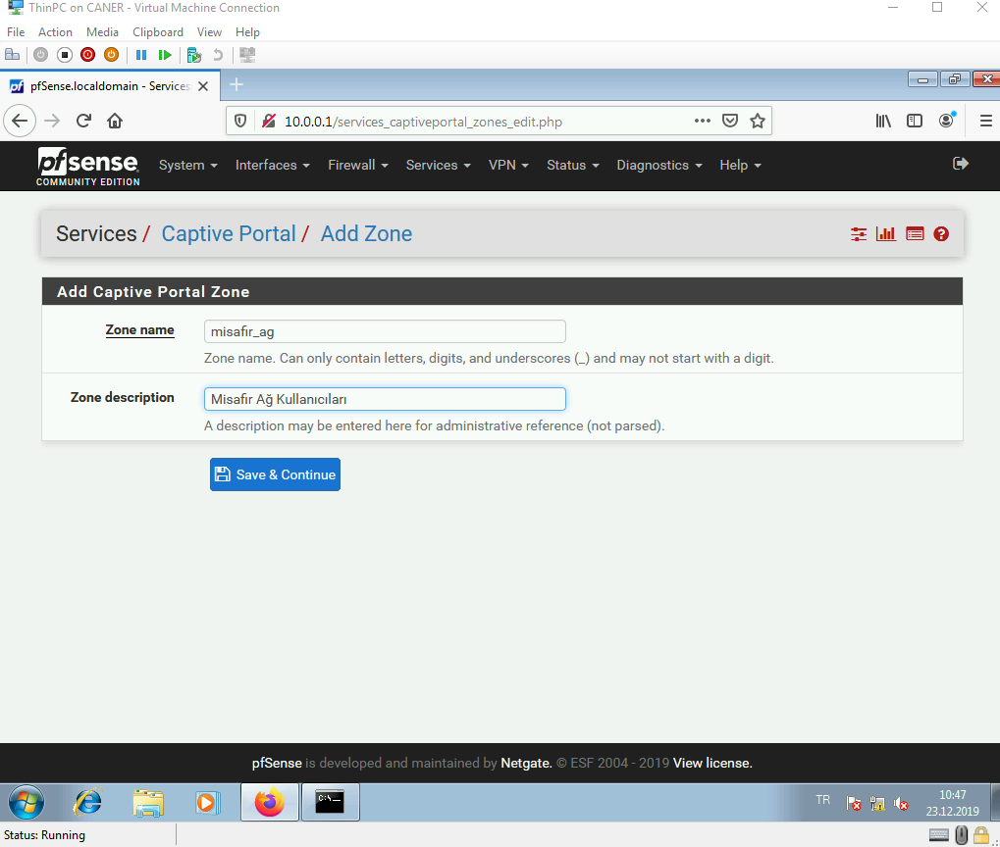 ThinPC on CANER - Virtual Machine Connection
File Action Media Clipboard View Help
pfSense.localdomain - Services:
10.0.0.1/services_captiveportal_zones_edit.php
pfsense
COMMUNITY EDITION
System Interfaces Firewall Services VPN Status Diagnostics Help
Services / Captive Portal / Add Zone
Add Captive Portal Zone
Zone name misafir_ag
Zone name. Can only contain letters, digits, and underscores (_) and may not start with a digit.
Zone description Misafir Ağ Kullanıcıları
A description may be entered here for administrative reference (not parsed).
Save & Continue
pfSense is developed and maintained by Netgate. © ESF 2004 - 2019 View license.
TR
10:47
23.12.2019
Status: Running